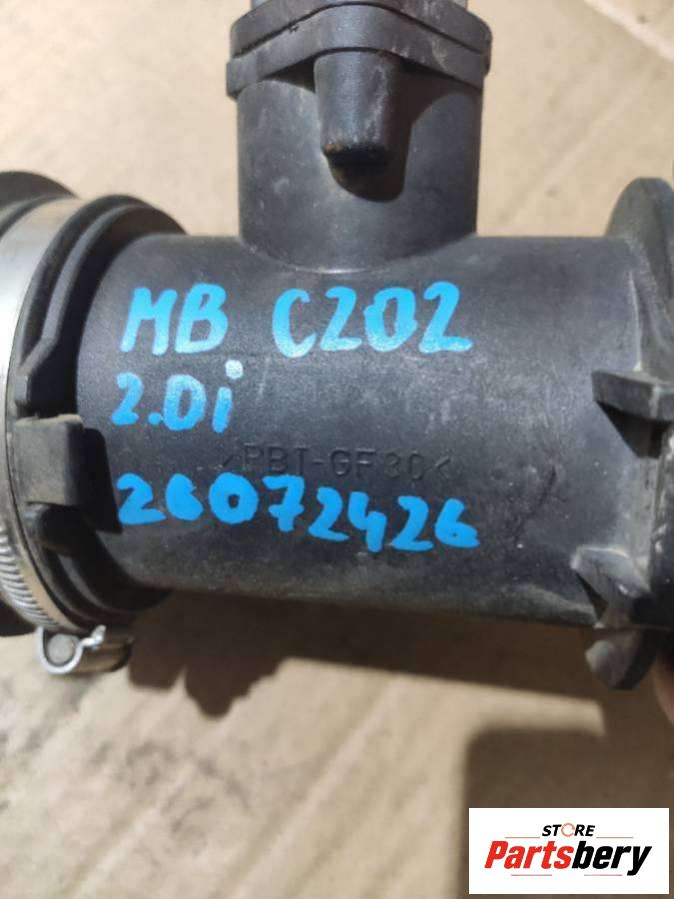 MB C202
2.0i
>PBT-GF30<
26072426
STORE
Partsbery